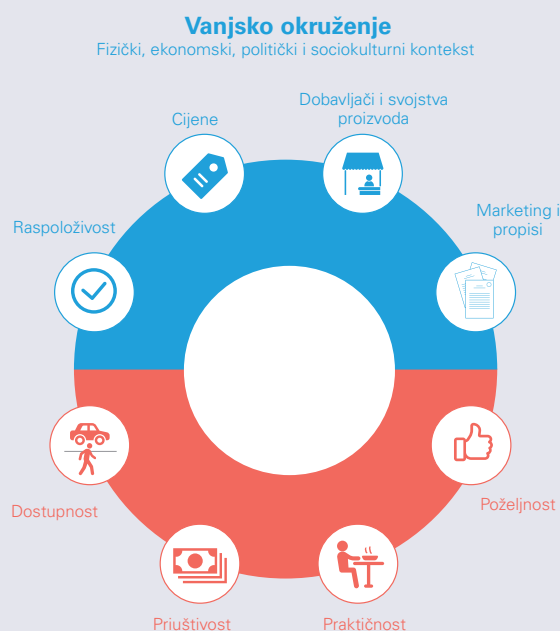 Vanjsko okruženje
Fizički, ekonomski, politički i sociokulturni kontekst
Dobavljači i svojstva
proizvoda
Cijene
Marketing i
propisi
Raspoloživost
Poželjnost
Dostupnost
Priuštivost
Praktičnost